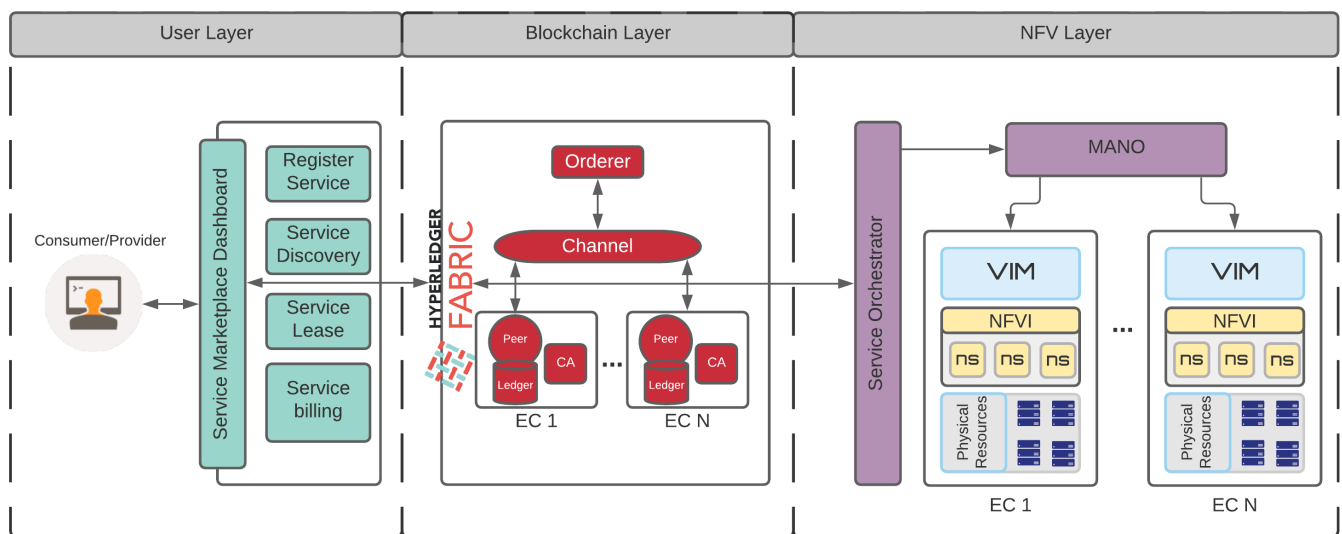 User Layer
Blockchain Layer
NFV Layer
Consumer/Provider
>-
Service Marketplace Dashboard
Register
Service
Service
Discovery
Service
Lease
Service
billing
HYPERLEDGER
FABRIC
Orderer
Channel
Peer
Ledger
CA
...
Peer
Ledger
CA
EC 1
EC N
Service Orchestrator
MANO
VIM
NFVI
ns
ns
ns
Physical
Resources
EC 1
...
VIM
NFVI
ns
ns
ns
Physical
Resources
EC N